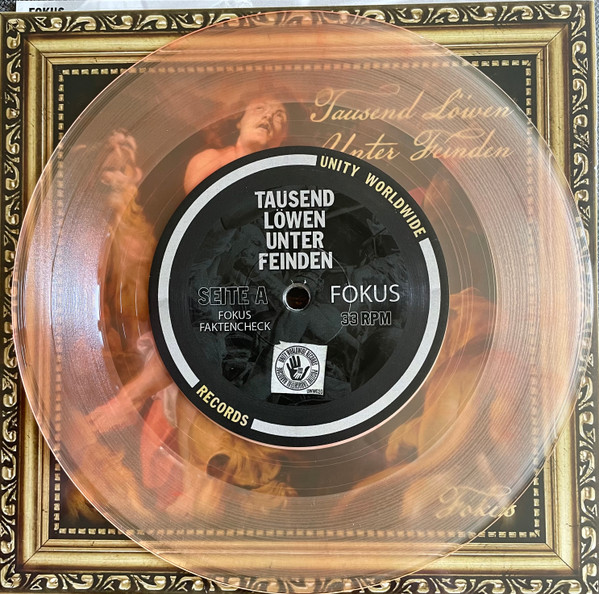 FOKUS
Tausend Löwen
Unter Feinden
UNITY WORLDWIDE
TAUSEND
LÖWEN
UNTER
FEINDEN
SEITE A
FOKUS
FAKTENCHECK
FOKUS
33 RPM
RECORDS
Fokus